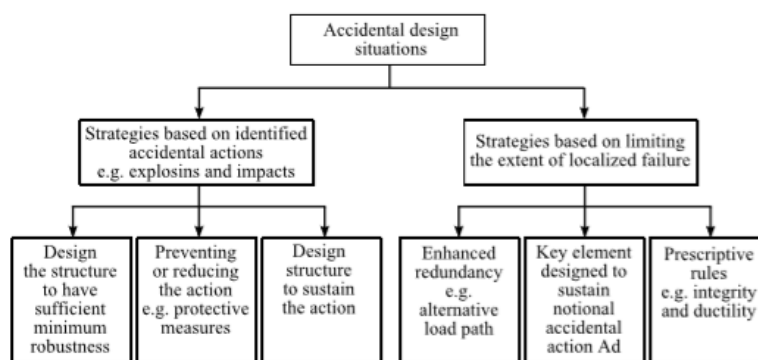 Accidental design
situations
Strategies based on identified
accidental actions
e.g. explosins and impacts
Strategies based on limiting
the extent of localized failure
Design
the structure
to have
sufficient
minimum
robustness
Preventing
or reducing
the action
e.g. protective
measures
Design
structure
to sustain
the action
Enhanced
redundancy
e.g.
alternative
load path
Key element
designed to
sustain
notional
accidental
action Ad
Prescriptive
rules
e.g. integrity
and ductility